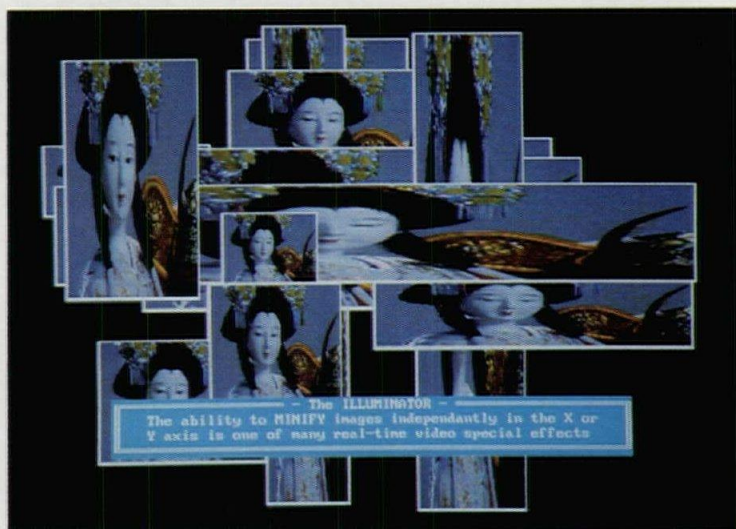 - The ILLUMINATOR -
The ability to MINIFY images independantly in the X or
Y axis is one of many real-time video special effects